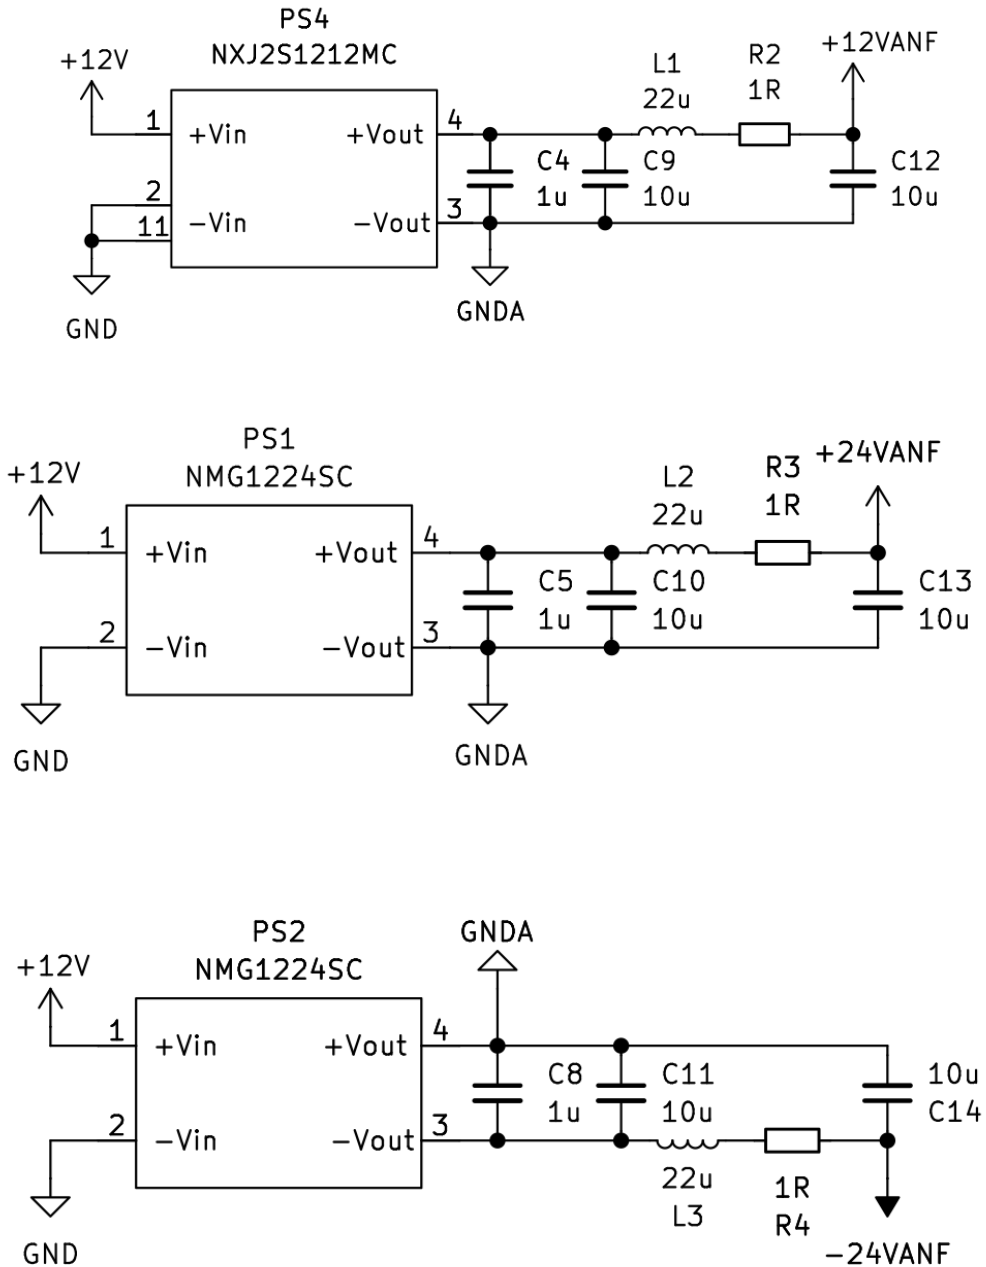 PS4
NXJ2S1212MC
+12V
+12VANF
L1
22u
R2
1R
1
+Vin
+Vout
4
C4
1u
C9
10u
C12
10u
2
11
-Vin
-Vout
3
GND
GNDA
PS1
NMG1224SC
+12V
+24VANF
L2
22u
R3
1R
1
+Vin
+Vout
4
C5
1u
C10
10u
C13
10u
2
-Vin
-Vout
3
GND
GNDA
PS2
NMG1224SC
+12V
GNDA
1
+Vin
+Vout
4
C8
1u
C11
10u
10u
C14
2
-Vin
-Vout
3
22u
L3
1R
R4
GND
-24VANF